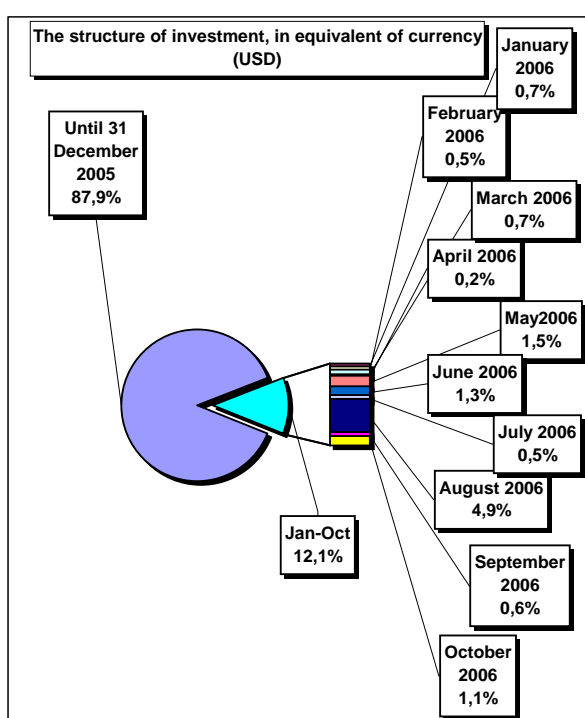 The structure of investment, in equivalent of currency
(USD)
January
2006
0,7%
February
2006
0,5%
Until 31
December
2005
87,9%
March 2006
0,7%
April 2006
0,2%
May2006
1,5%
June 2006
1,3%
July 2006
0,5%
August 2006
4,9%
Jan-Oct
12,1%
September
2006
0,6%
October
2006
1,1%